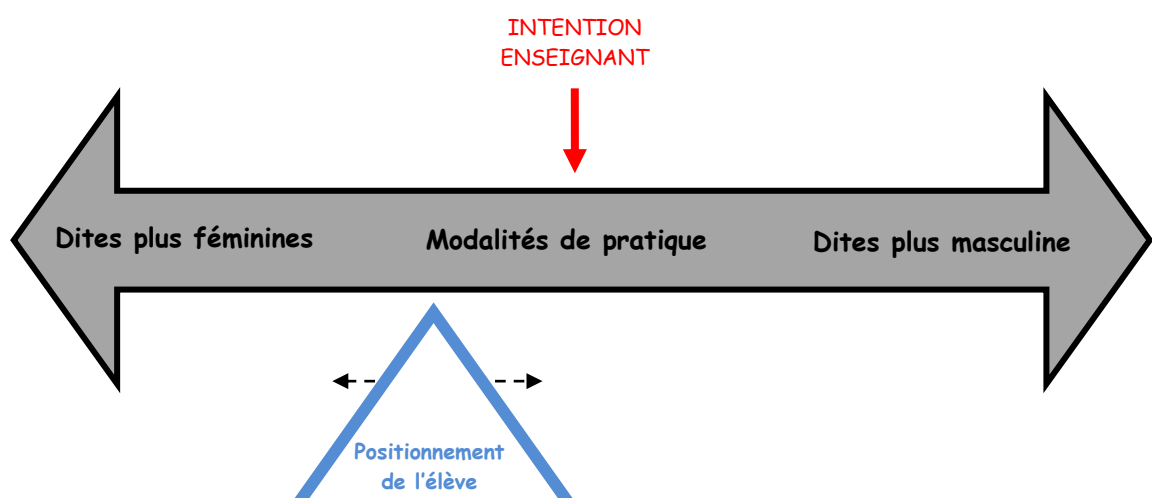 INTENTION
ENSEIGNANT
Dites plus féminines
Modalités de pratique
Dites plus masculine
Positionnement
de l'élève